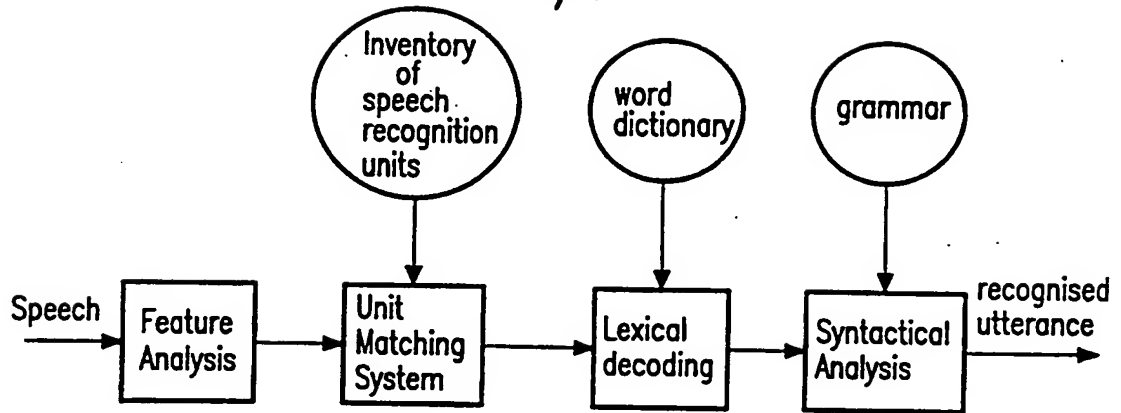 Inventory
of
speech
recognition
units
word
dictionary
grammar
Speech
Feature
Analysis
Unit
Matching
System
Lexical
decoding
Syntactical
Analysis
recognised
utterance